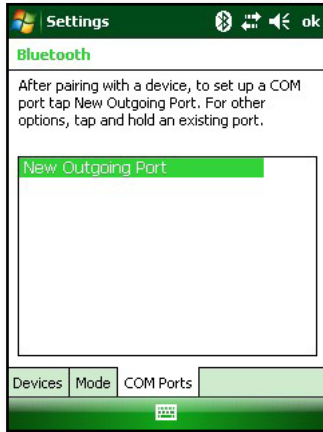 Settings ok
Bluetooth
After pairing with a device, to set up a COM
port tap New Outgoing Port. For other
options, tap and hold an existing port.
New Outgoing Port
Devices Mode COM Ports